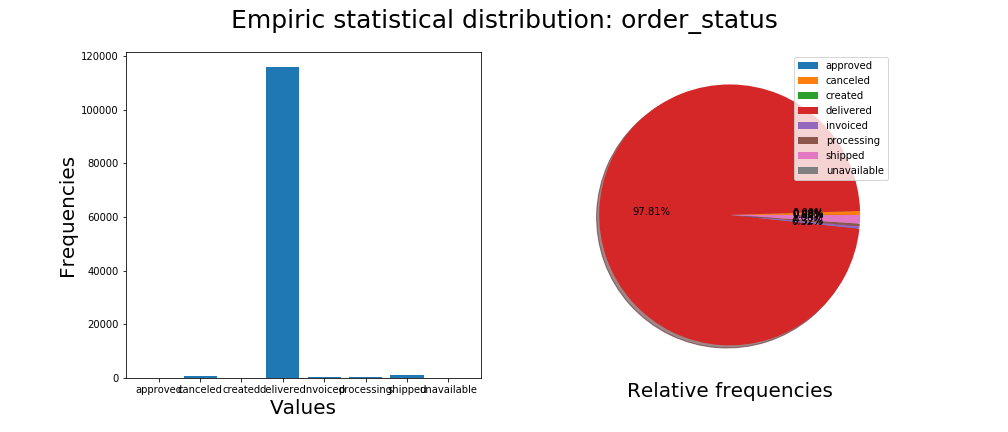 Empiric statistical distribution: order_status
120000
100000
80000
60000
40000
20000
0
Frequencies
approved canceled created delivered invoiced processing shipped unavailable
Values
97.81%
approved
canceled
created
delivered
invoiced
processing
shipped
unavailable
Relative frequencies